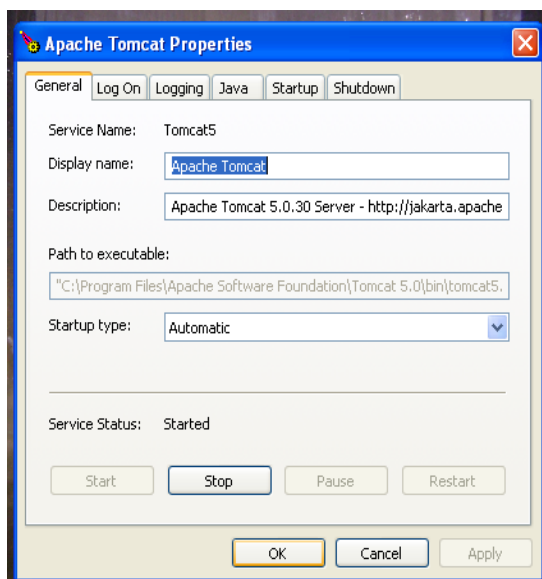 Apache Tomcat Properties
General Log On Logging Java Startup Shutdown
Service Name: Tomcat5
Display name: Apache Tomcat
Description: Apache Tomcat 5.0.30 Server - http://jakarta.apache
Path to executable:
"C:\Program Files\Apache Software Foundation\Tomcat 5.0\bin\tomcat5.
Startup type: Automatic
Service Status: Started
Start Stop Pause Restart
OK Cancel Apply